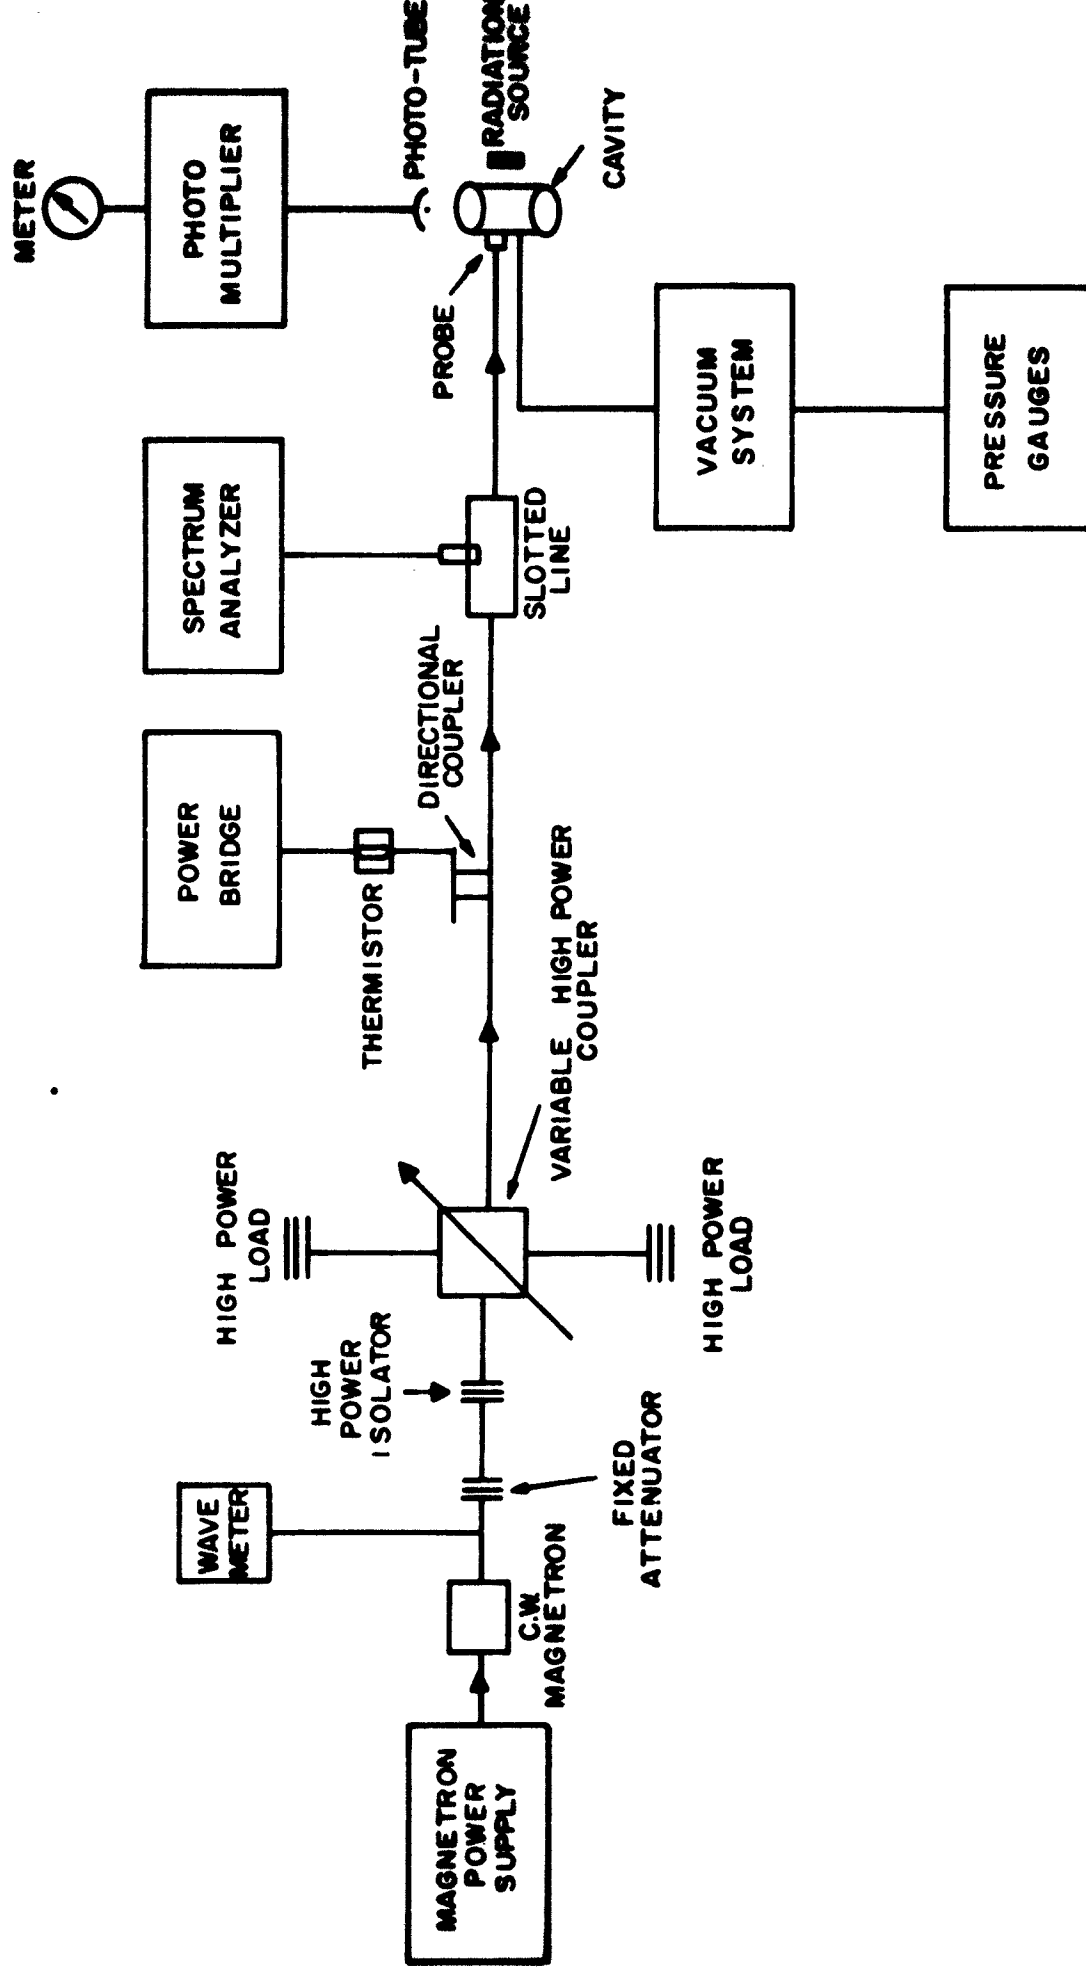 METER
PHOTO
MULTIPLIER
PHOTO-TUBE
RADIATION
SOURCE
CAVITY
PROBE
SPECTRUM
ANALYZER
SLOTTED
LINE
VACUUM
SYSTEM
PRESSURE
GAUGES
POWER
BRIDGE
THERMISTOR
DIRECTIONAL
COUPLER
VARIABLE HIGH POWER
COUPLER
HIGH POWER
LOAD
HIGH POWER
LOAD
HIGH
POWER
ISOLATOR
FIXED
ATTENUATOR
WAVE
METER
C.W.
MAGNETRON
MAGNETRON
POWER
SUPPLY